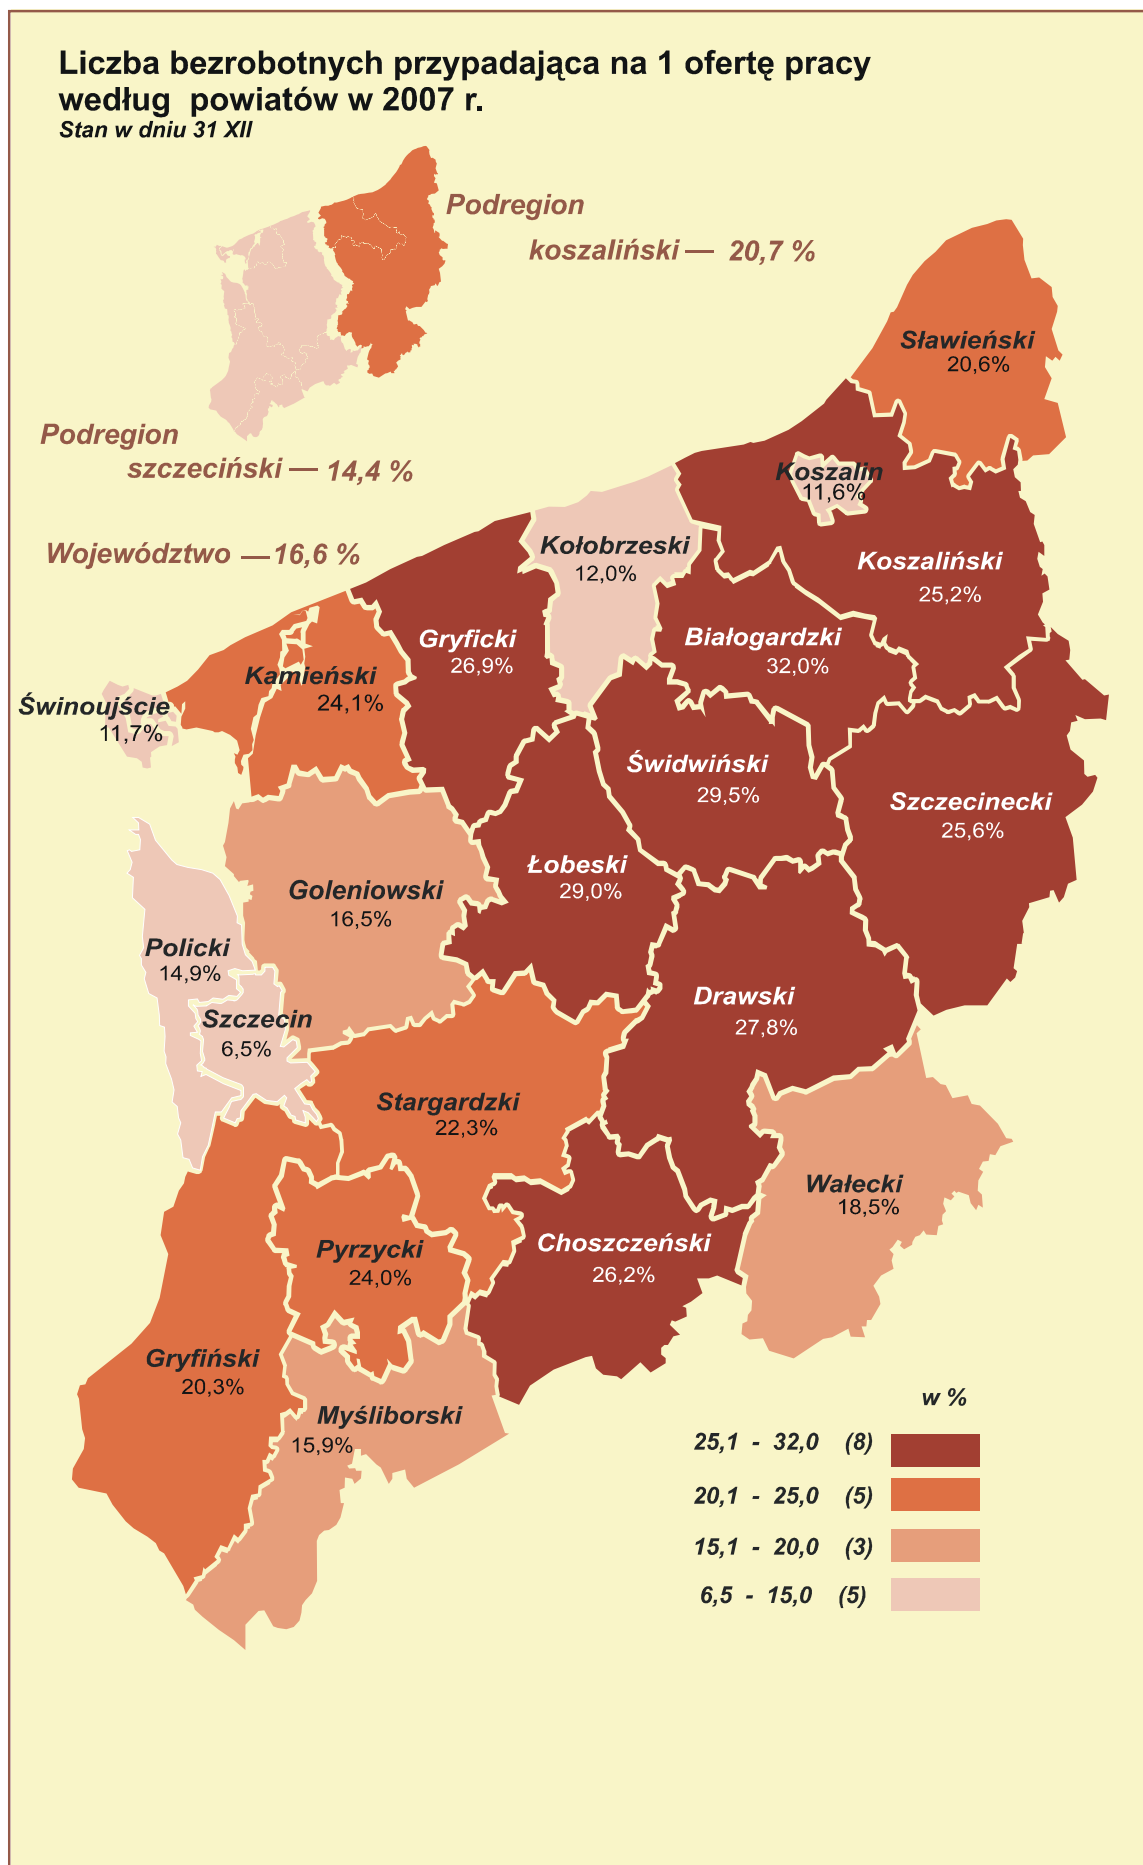 Liczba bezrobotnych przypadająca na 1 ofertę pracy
według powiatów w 2007 r.
Stan w dniu 31 XII
Podregion
koszaliński — 20,7 %
Podregion
szczeciński — 14,4 %
Województwo — 16,6 %
Sławieński
20,6%
Koszalin
11,6%
Kołobrzeski
12,0%
Koszaliński
25,2%
Gryficki
26,9%
Białogardzki
32,0%
Kamieński
24,1%
Świnoujście
11,7%
Świdwiński
29,5%
Szczecinecki
25,6%
Łobeski
29,0%
Goleniowski
16,5%
Policki
14,9%
Drawski
27,8%
Szczecin
6,5%
Stargardzki
22,3%
Wałecki
18,5%
Choszczeński
26,2%
Pyrzycki
24,0%
Gryfiński
20,3%
Myśliborski
15,9%
w %
25,1 - 32,0 (8)
20,1 - 25,0 (5)
15,1 - 20,0 (3)
6,5 - 15,0 (5)